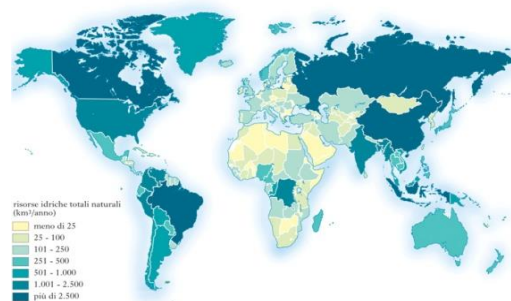 risorse idriche totali naturali
(km³/anno)
meno di 25
25 - 100
101 - 250
251 - 500
501 - 1.000
1.001 - 2.500
più di 2.500